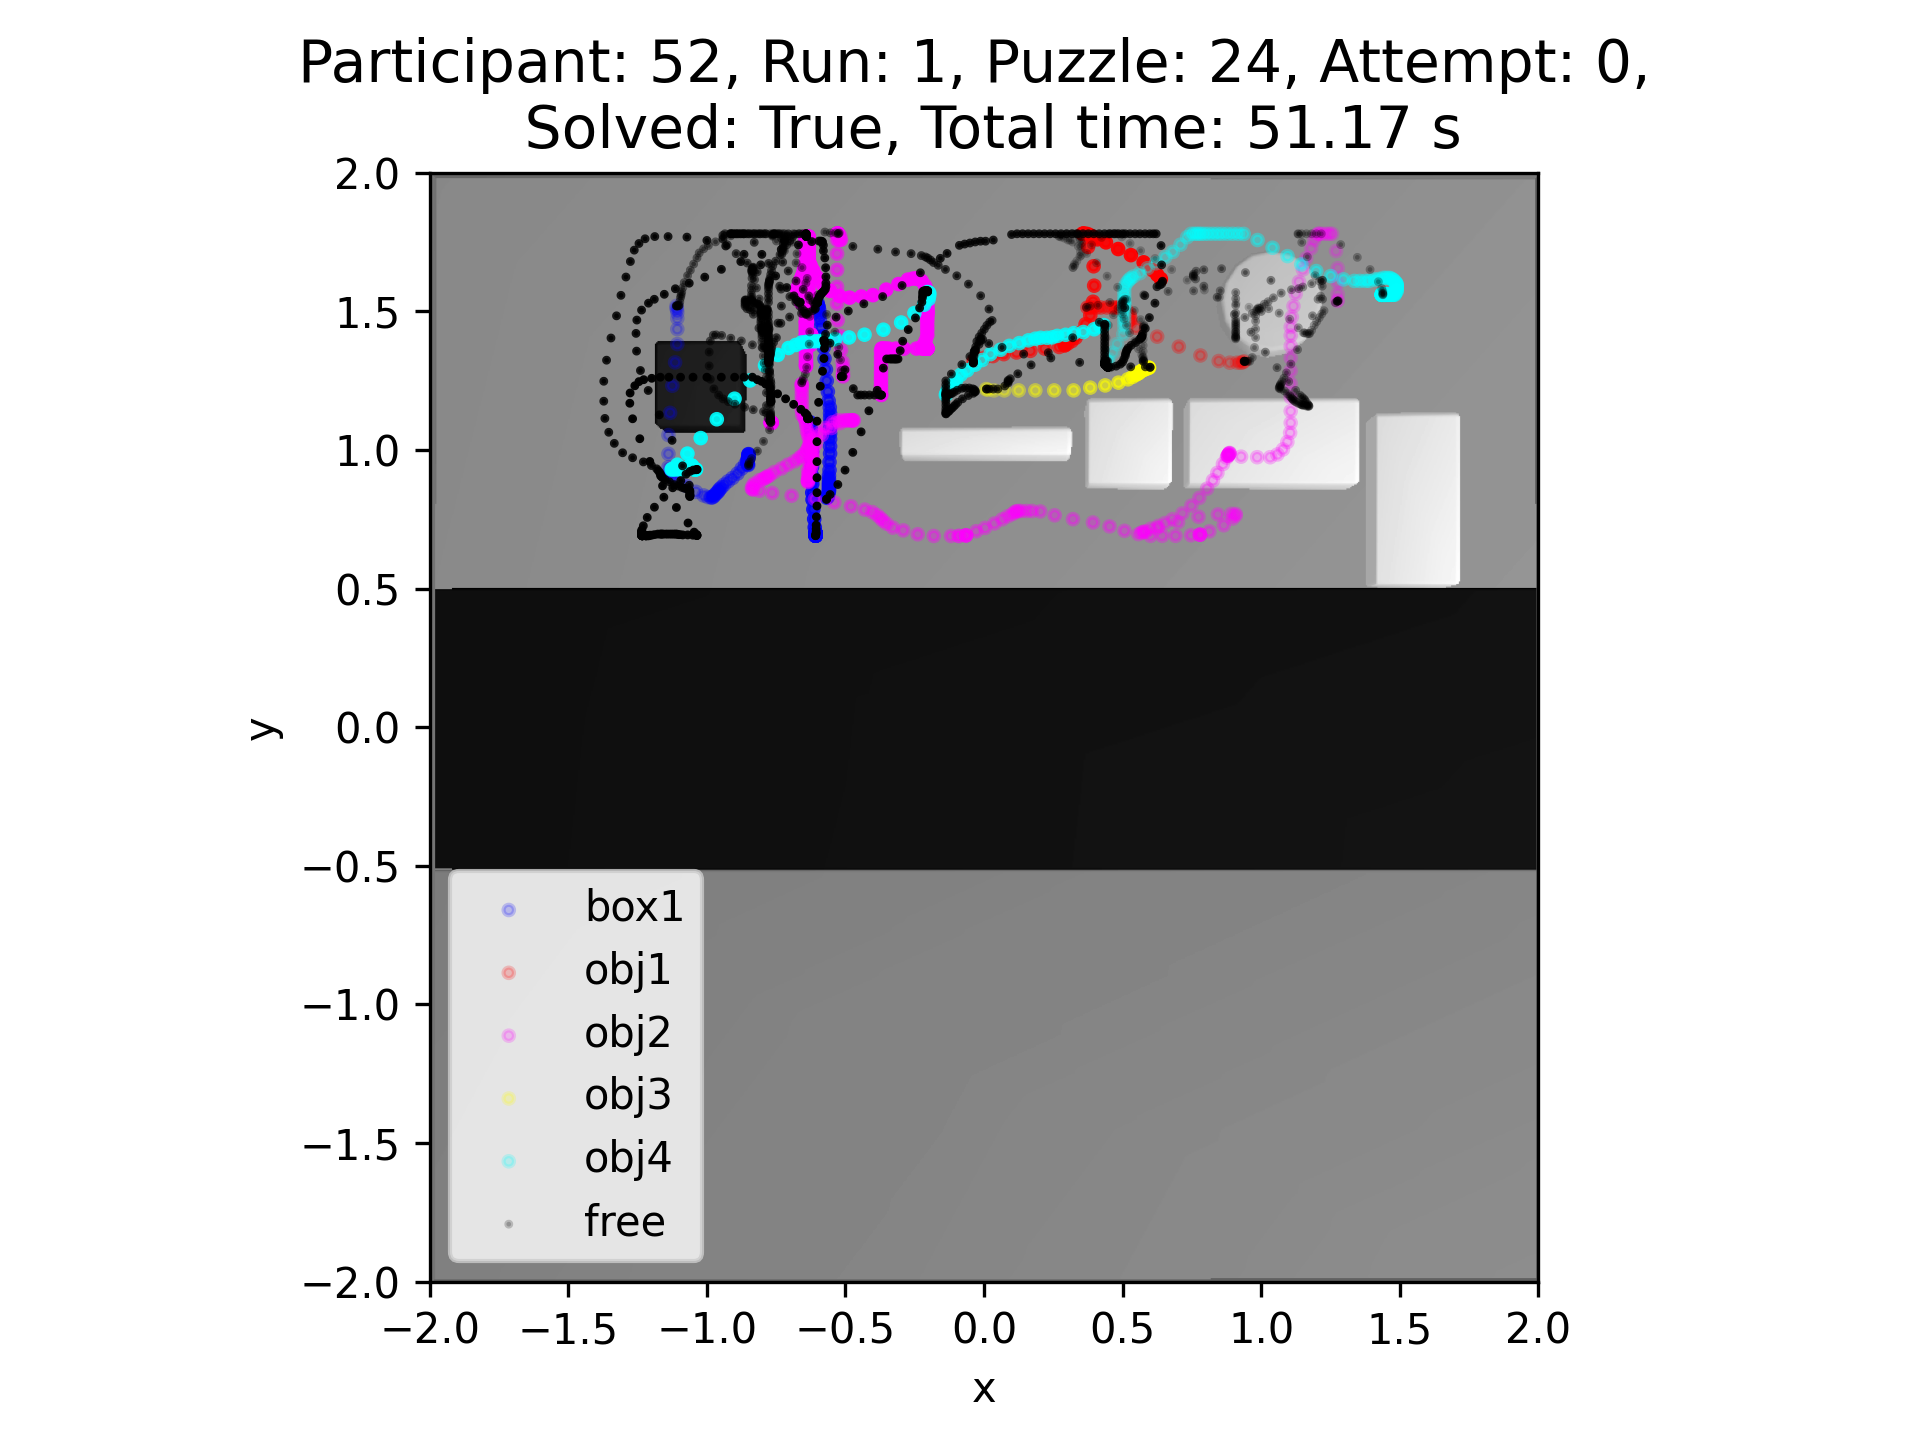 Participant: 52, Run: 1, Puzzle: 24, Attempt: 0,
Solved: True, Total time: 51.17 s
2.0
1.5
1.0
0.5
0.0
−0.5
−1.0
−1.5
−2.0
y
box1
obj1
obj2
obj3
obj4
free
−2.0 −1.5 −1.0 −0.5 0.0 0.5 1.0 1.5 2.0
x